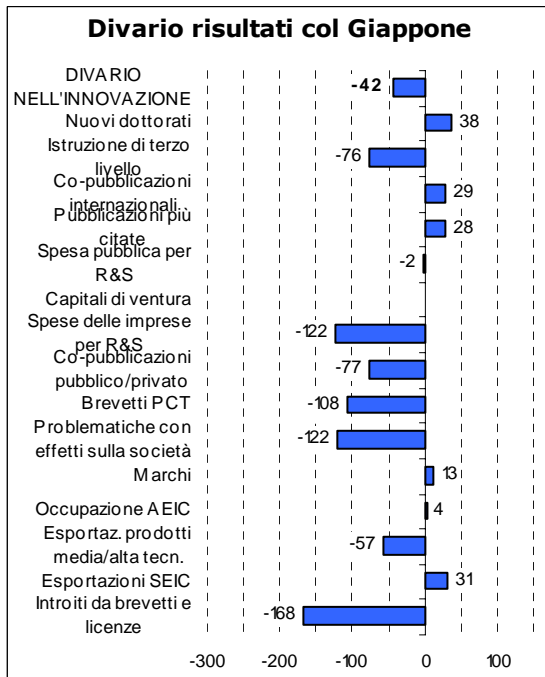 Divario risultati col Giappone
DIVARIO
NELL'INNOVAZIONE
-42
Nuovi dottorati
38
Istruzione di terzo
livello
-76
Co-pubblicazioni
internazionali
29
Pubblicazioni più
citate
28
Spesa pubblica per
R&S
-2
Capitali di ventura
Spese delle imprese
per R&S
-122
Co-pubblicazioni
pubblico/privato
-77
Brevetti PCT
-108
Problematiche con
effetti sulla società
-122
Marchi
13
Occupazione AEIC
4
Esportaz. prodotti
media/alta tecn.
-57
Esportazioni SEIC
31
Introiti da brevetti e
licenze
-168
-300 -200 -100 0 100